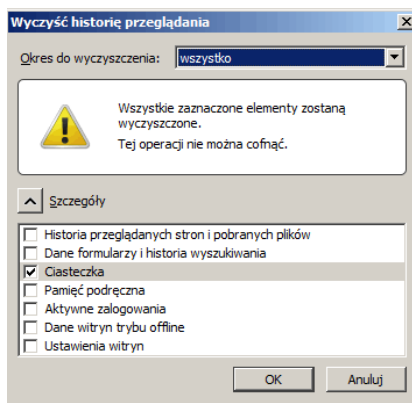 Wyczyść historię przeglądania
Okres do wyczyszczenia: wszystko
Wszystkie zaznaczone elementy zostaną
wyczyszczone.
Tej operacji nie można cofnąć.
Szczegóły
Historia przeglądanych stron i pobranych plików
Dane formularzy i historia wyszukiwania
Ciasteczka
Pamięć podręczna
Aktywne zalogowania
Dane witryn trybu offline
Ustawienia witryn
OK Anuluj